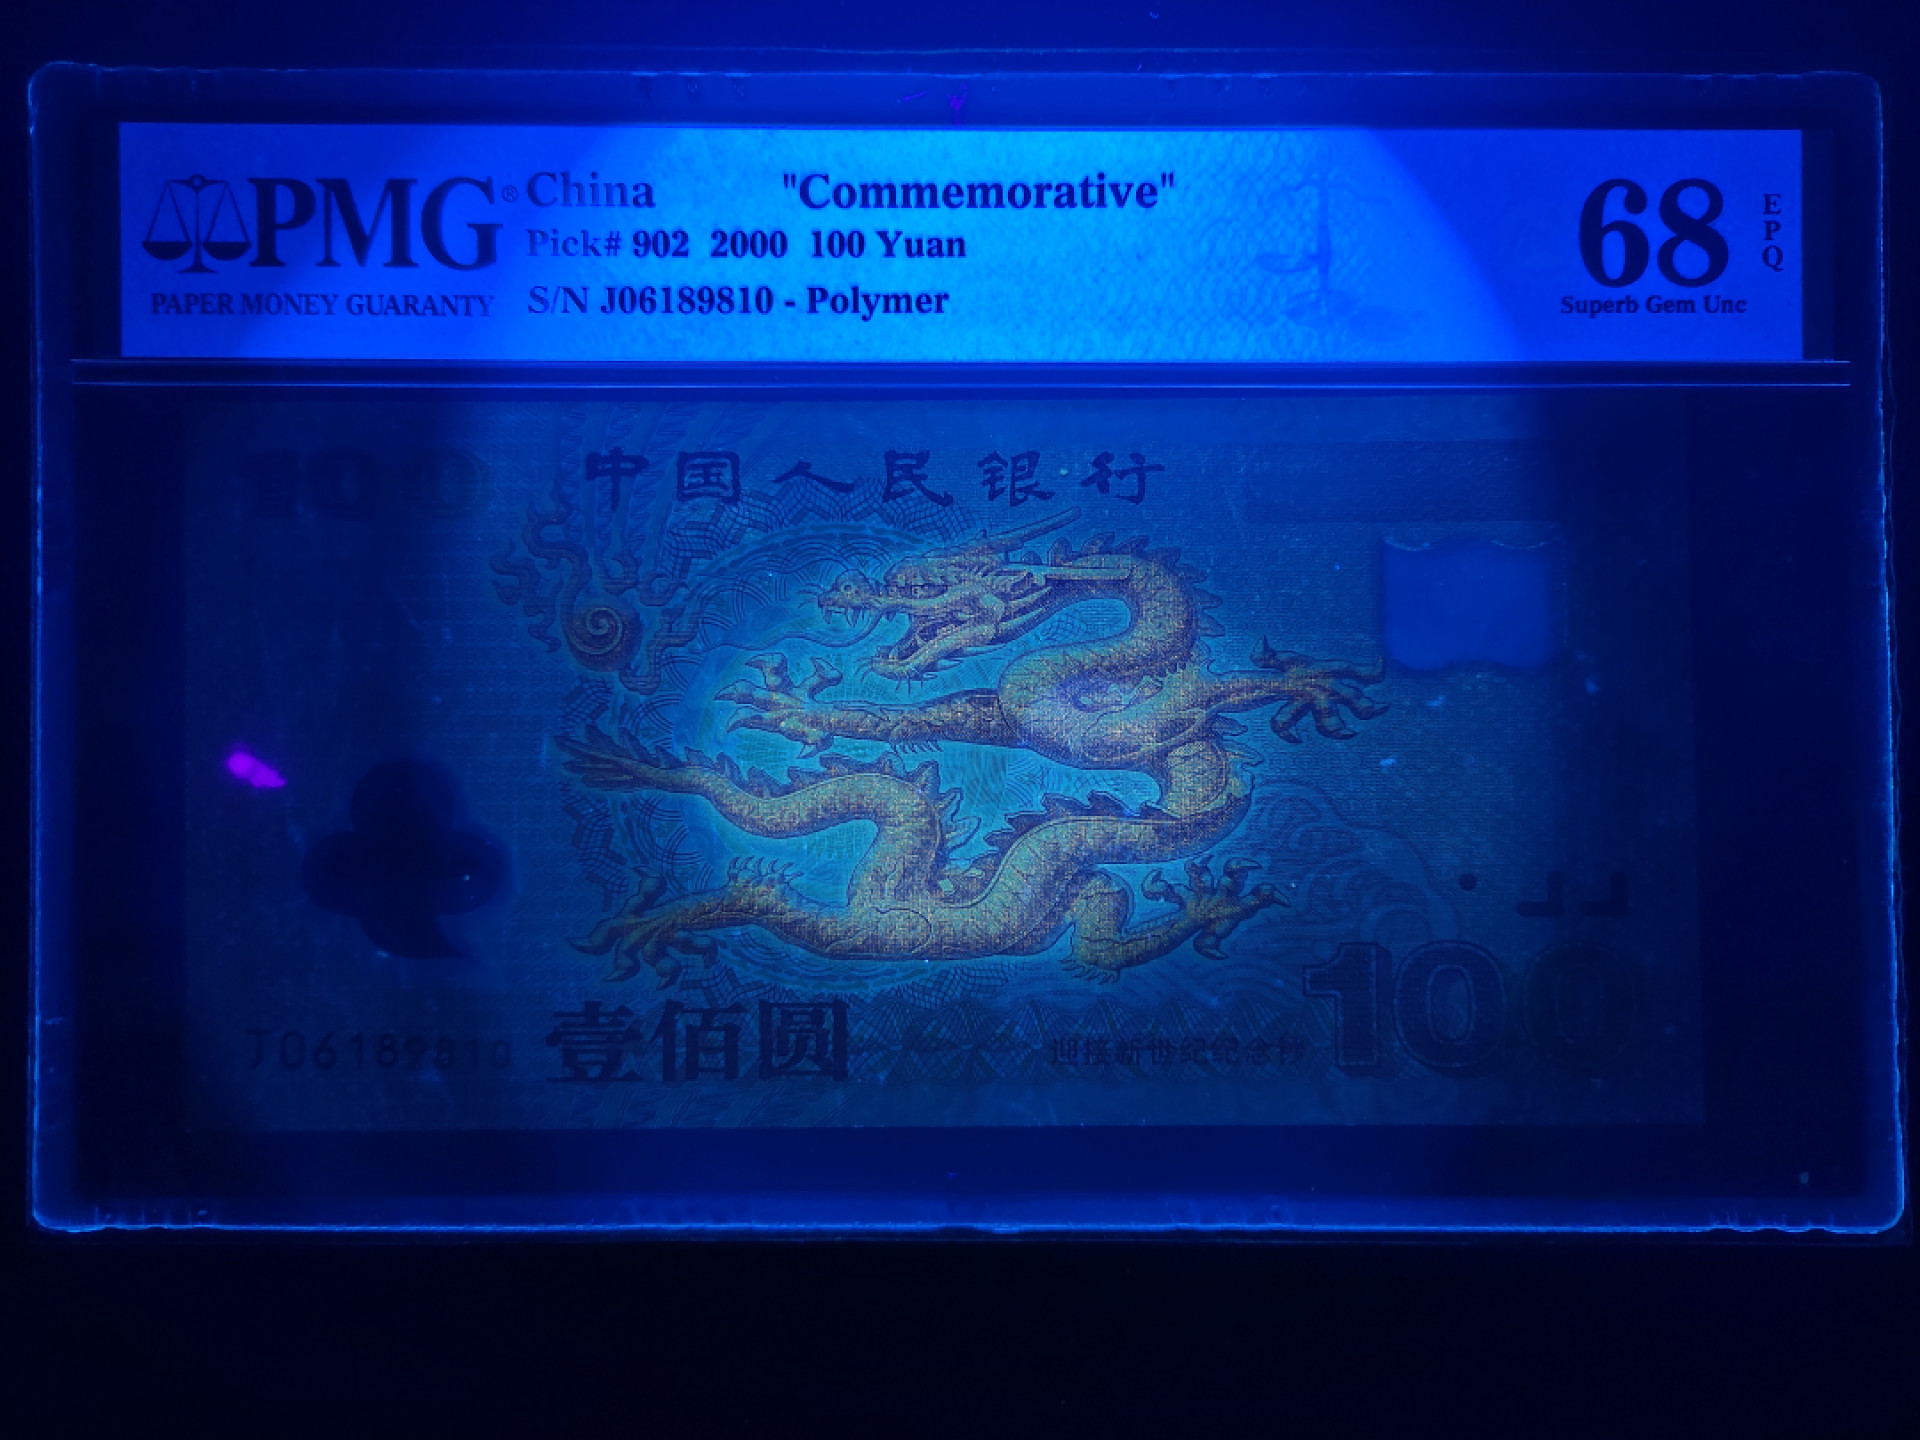 PMG® China "Commemorative"
Pick# 902 2000 100 Yuan
PAPER MONEY GUARANTY
S/N J06189810 - Polymer
68
EPQ
Superb Gem Unc
100
中国人民银行
J06189810
壹佰圆
迎接新世纪纪念钞
100